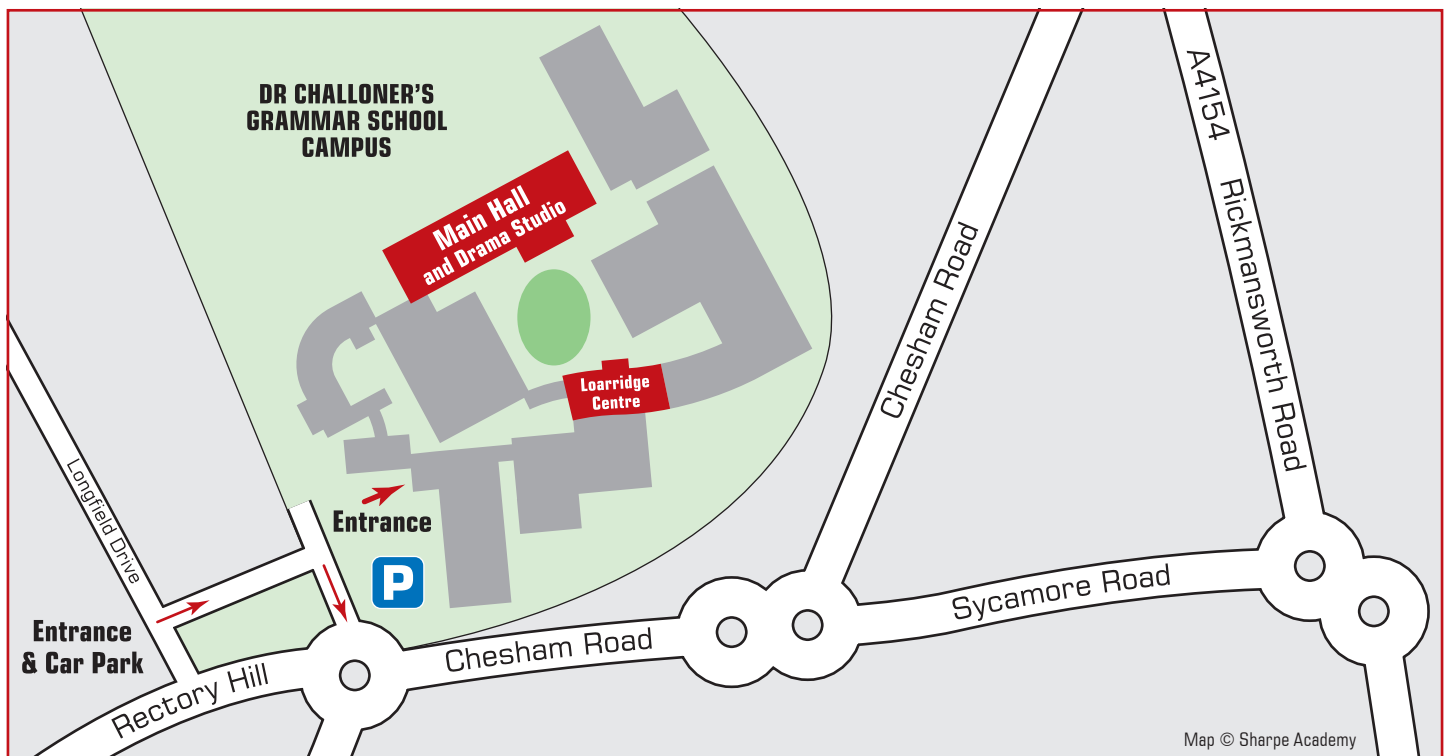 DR CHALLONER'S
GRAMMAR SCHOOL
CAMPUS
A4154
Rickmansworth Road
Main Hall
and Drama Studio
Chesham Road
Loarridge
Centre
Longfield Drive
Entrance
P
Entrance
& Car Park
Sycamore Road
Chesham Road
Rectory Hill
Map © Sharpe Academy